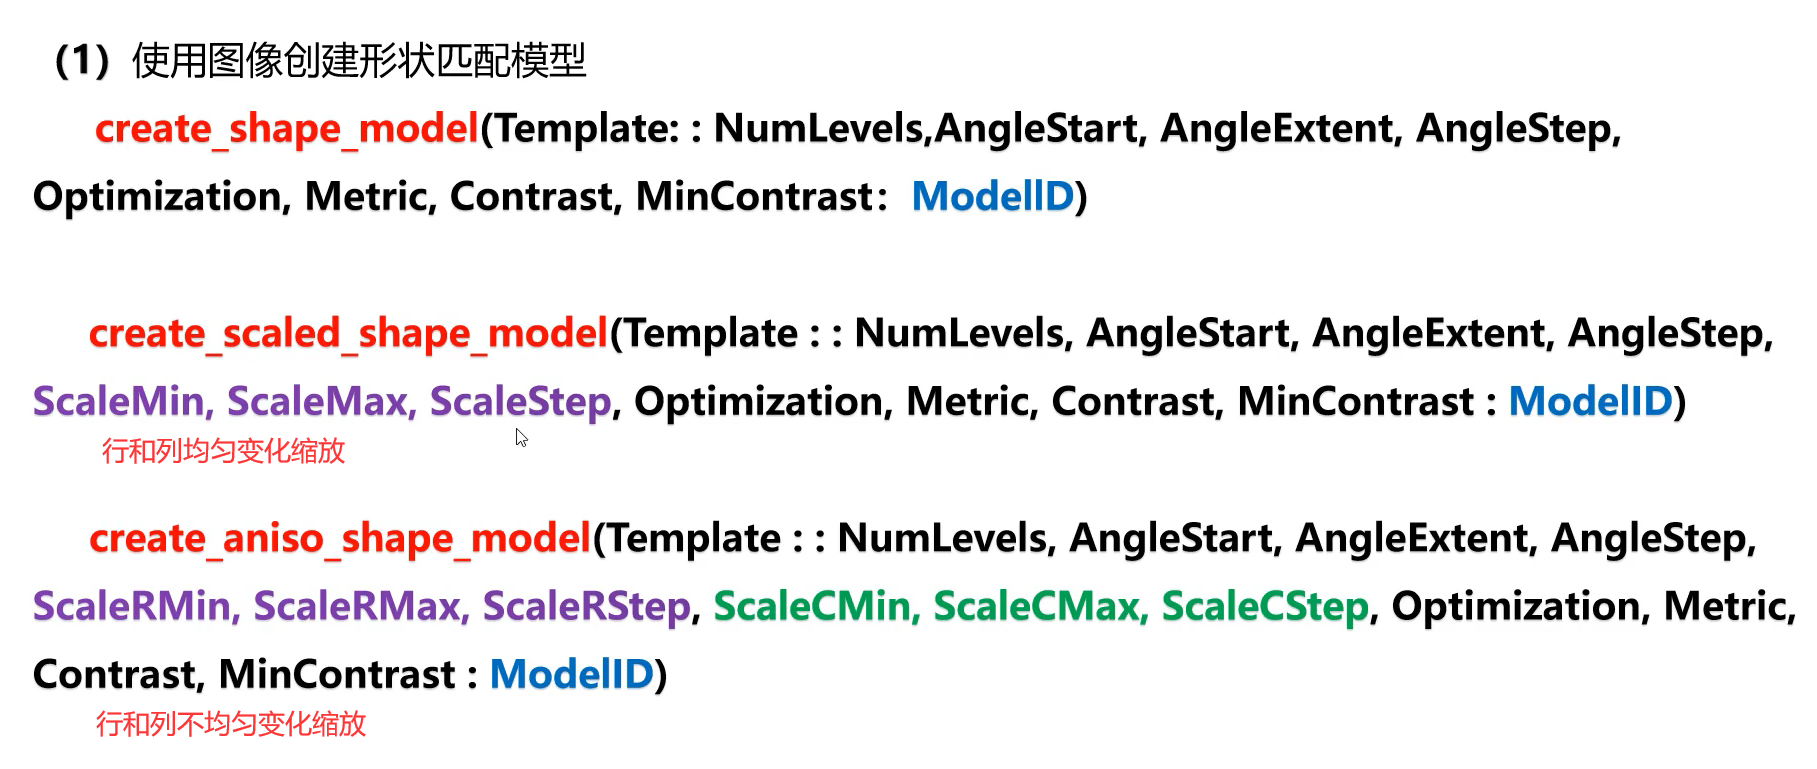 (1) 使用图像创建形状匹配模型
create_shape_model(Template: : NumLevels,AngleStart, AngleExtent, AngleStep,
Optimization, Metric, Contrast, MinContrast: ModelID)
create_scaled_shape_model(Template : : NumLevels, AngleStart, AngleExtent, AngleStep,
ScaleMin, ScaleMax, ScaleStep, Optimization, Metric, Contrast, MinContrast : ModelID)
行和列均匀变化缩放
create_aniso_shape_model(Template : : NumLevels, AngleStart, AngleExtent, AngleStep,
ScaleRMin, ScaleRMax, ScaleRStep, ScaleCMin, ScaleCMax, ScaleCStep, Optimization, Metric,
Contrast, MinContrast : ModelID)
行和列不均匀变化缩放